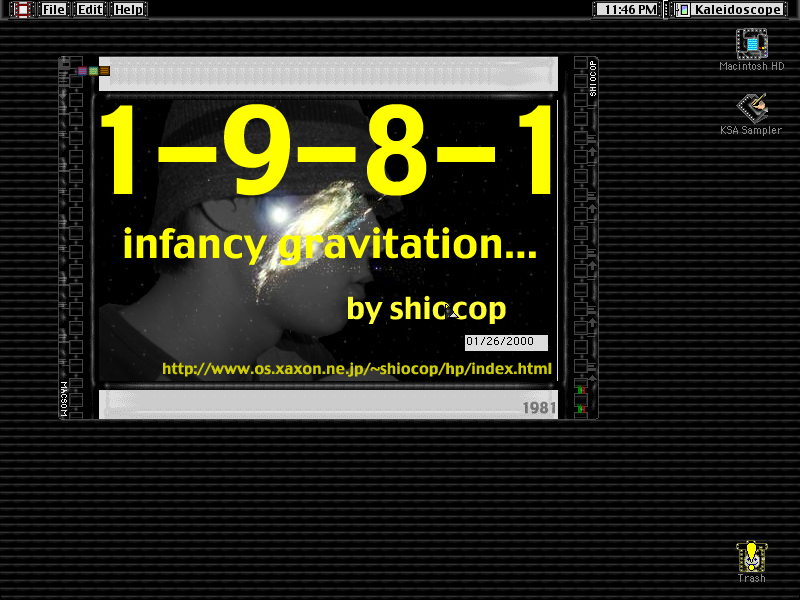 File Edit Help 11:46 PM Kaleidoscope
Macintosh HD
KSA Sampler
SHIOCOP
1-9-8-1
infancy gravitation...
by shiocop
01/26/2000
http://www.os.xaxon.ne.jp/~shiocop/hp/index.html
MACSOM
1981
Trash